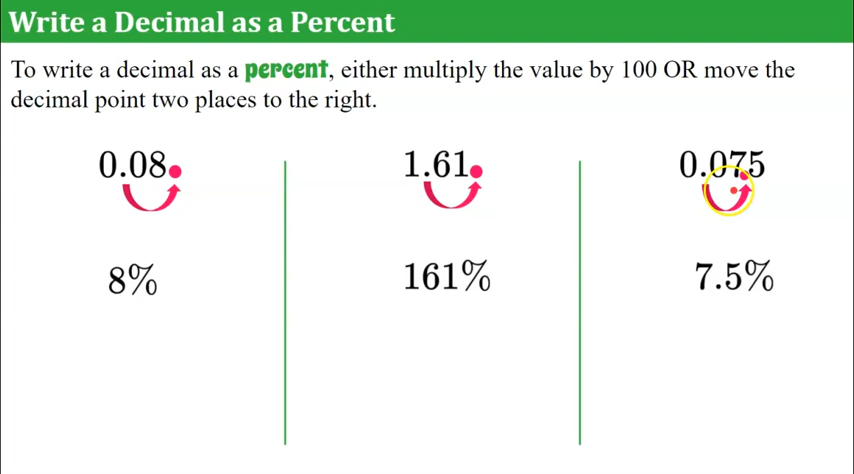 Write a Decimal as a Percent
To write a decimal as a percent, either multiply the value by 100 OR move the
decimal point two places to the right.
0.08
1.61
0.075
8%
161%
7.5%